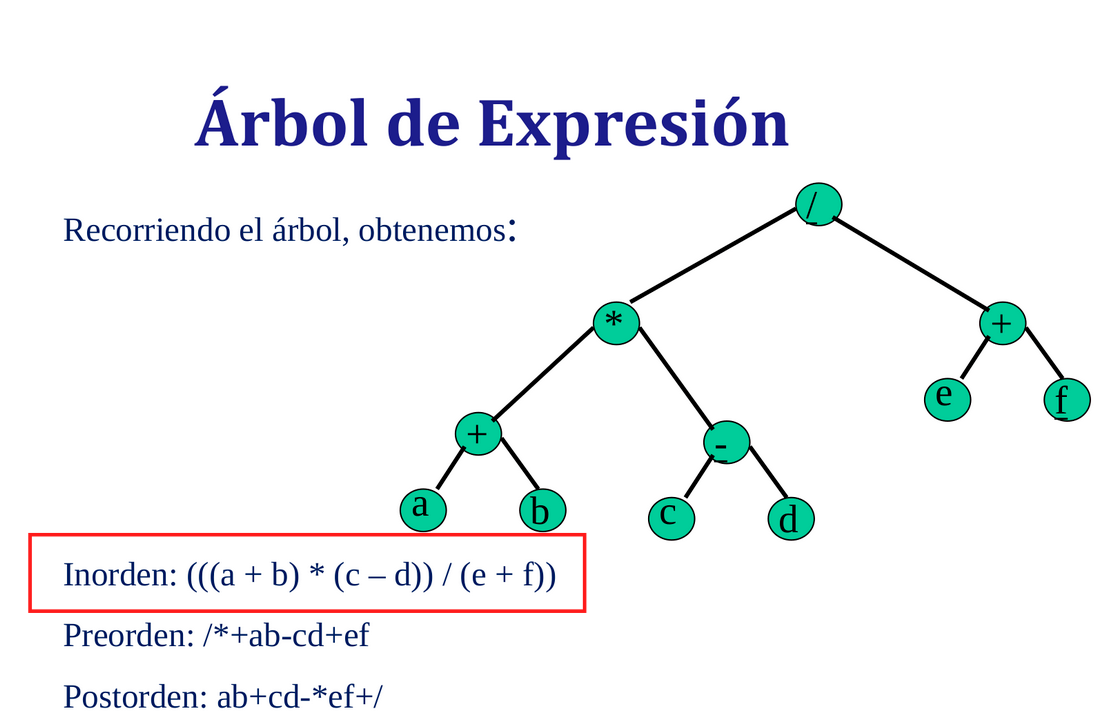 Árbol de Expresión
Recorriendo el árbol, obtenemos:
/
*
+
e
f
+
-
a
b
c
d
Inorden: (((a + b) * (c – d)) / (e + f))
Preorden: /*+ab-cd+ef
Postorden: ab+cd-*ef+/